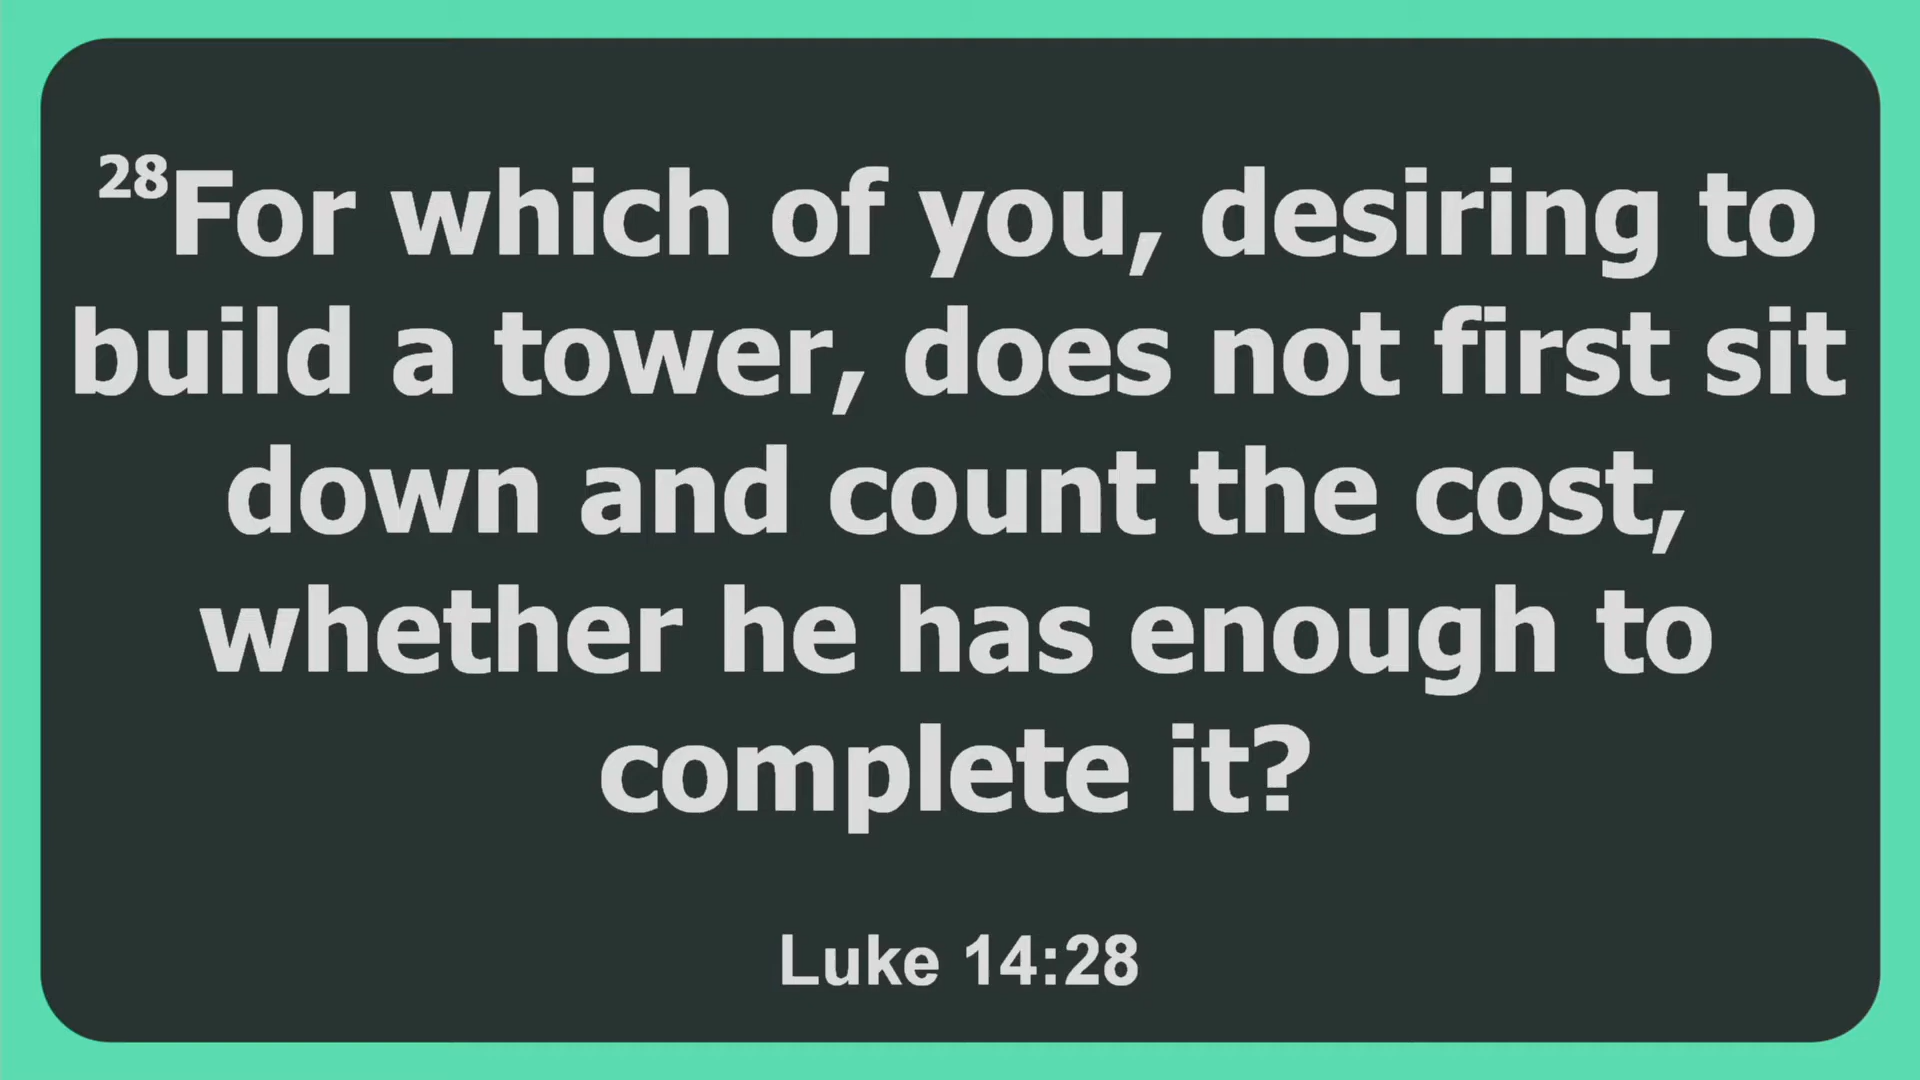 28For which of you, desiring to
build a tower, does not first sit
down and count the cost,
whether he has enough to
complete it?
Luke 14:28